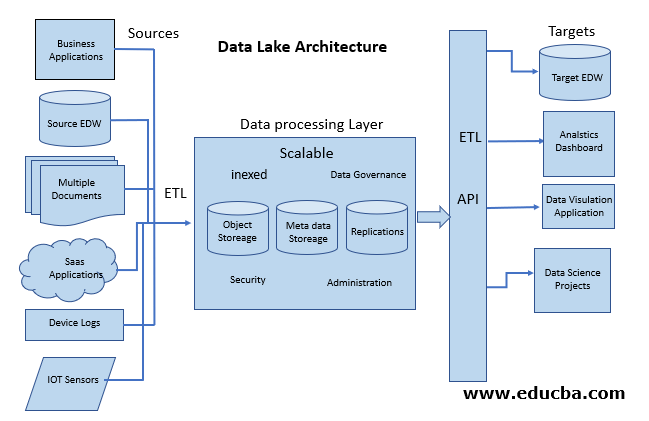 Sources
Data Lake Architecture
Targets
Business
Applications
Source EDW
Multiple
Documents
Saas
Applications
Device Logs
IOT Sensors
ETL
Data processing Layer
Scalable
inexed
Data Governance
Object
Storeage
Meta data
Storeage
Replications
Security
Administration
ETL
API
Target EDW
Analstics
Dashboard
Data Visulation
Application
Data Science
Projects
www.educba.com